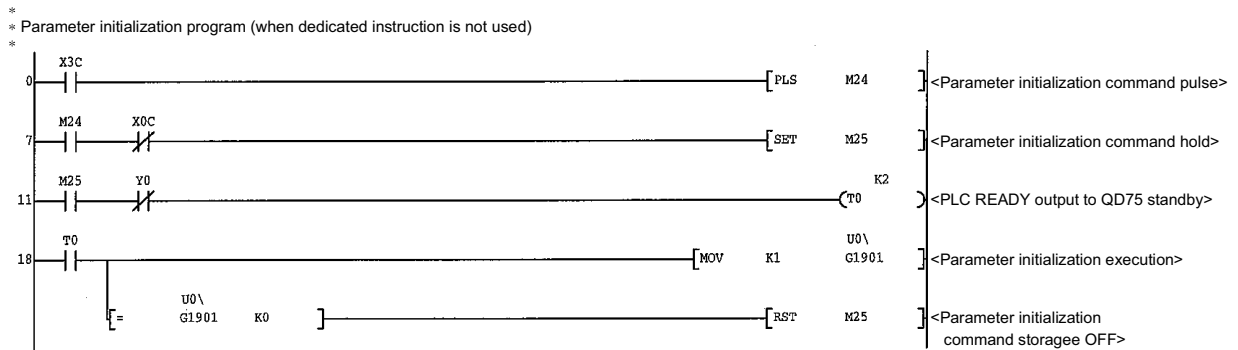 *
* Parameter initialization program (when dedicated instruction is not used)
*
X3C
0 [PLS M24 ] <Parameter initialization command pulse>
M24 X0C
7 [SET M25 ] <Parameter initialization command hold>
M25 Y0 K2
11 (T0 ) <PLC READY output to QD75 standby>
T0 U0\
18 [MOV K1 G1901 ] <Parameter initialization execution>
U0\
[= G1901 K0 ] [RST M25 ] <Parameter initialization
command storagee OFF>